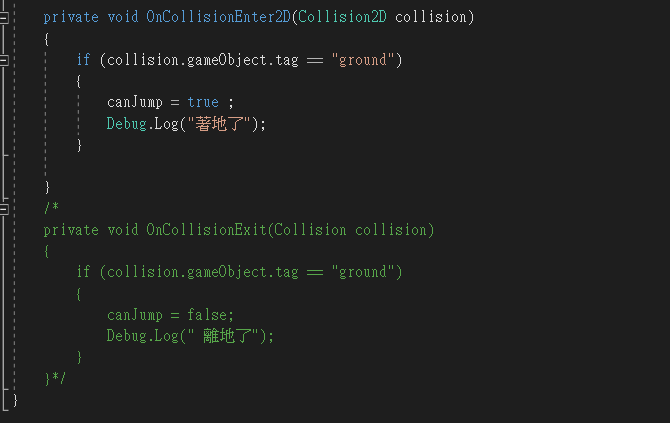 private void OnCollisionEnter2D(Collision2D collision)
{
if (collision.gameObject.tag == "ground")
{
canJump = true ;
Debug.Log("著地了");
}
}
/*
private void OnCollisionExit(Collision collision)
{
if (collision.gameObject.tag == "ground")
{
canJump = false;
Debug.Log(" 離地了");
}
}*/
}